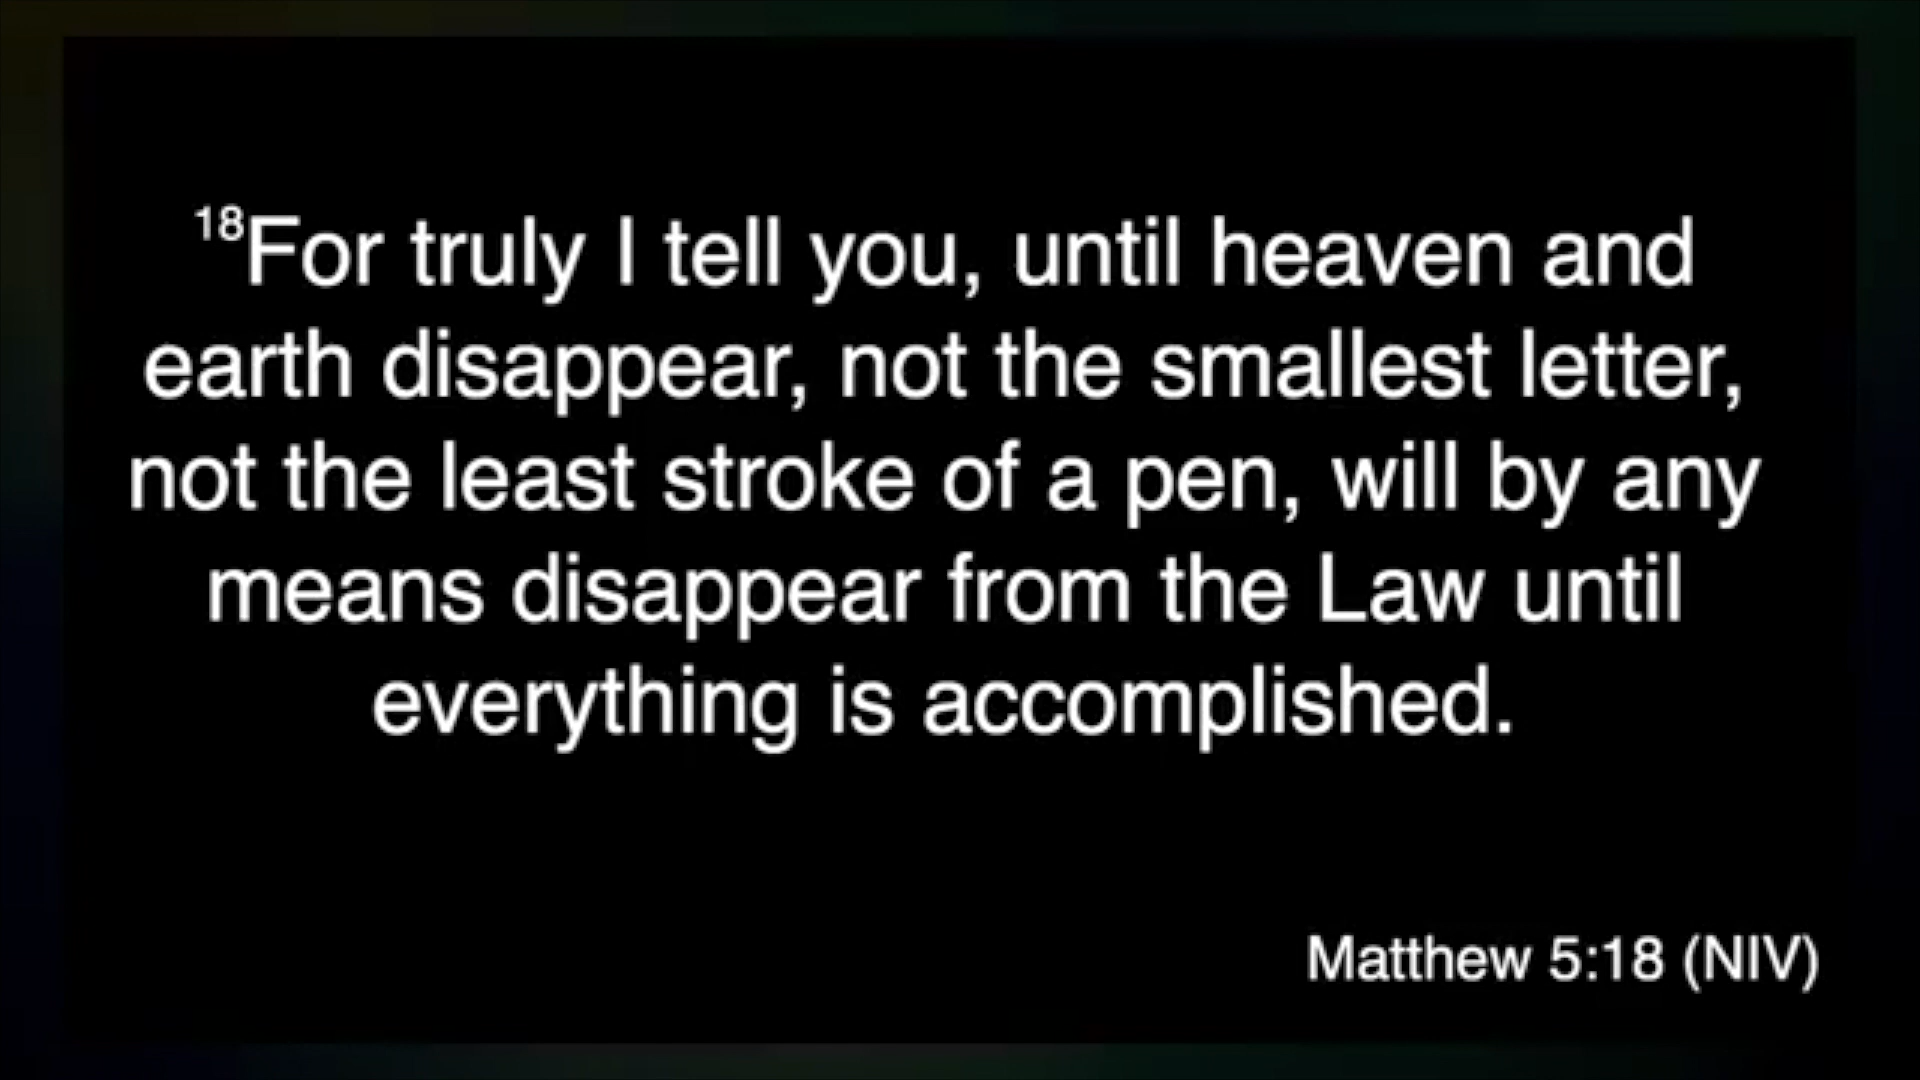 18For truly I tell you, until heaven and
earth disappear, not the smallest letter,
not the least stroke of a pen, will by any
means disappear from the Law until
everything is accomplished.
Matthew 5:18 (NIV)